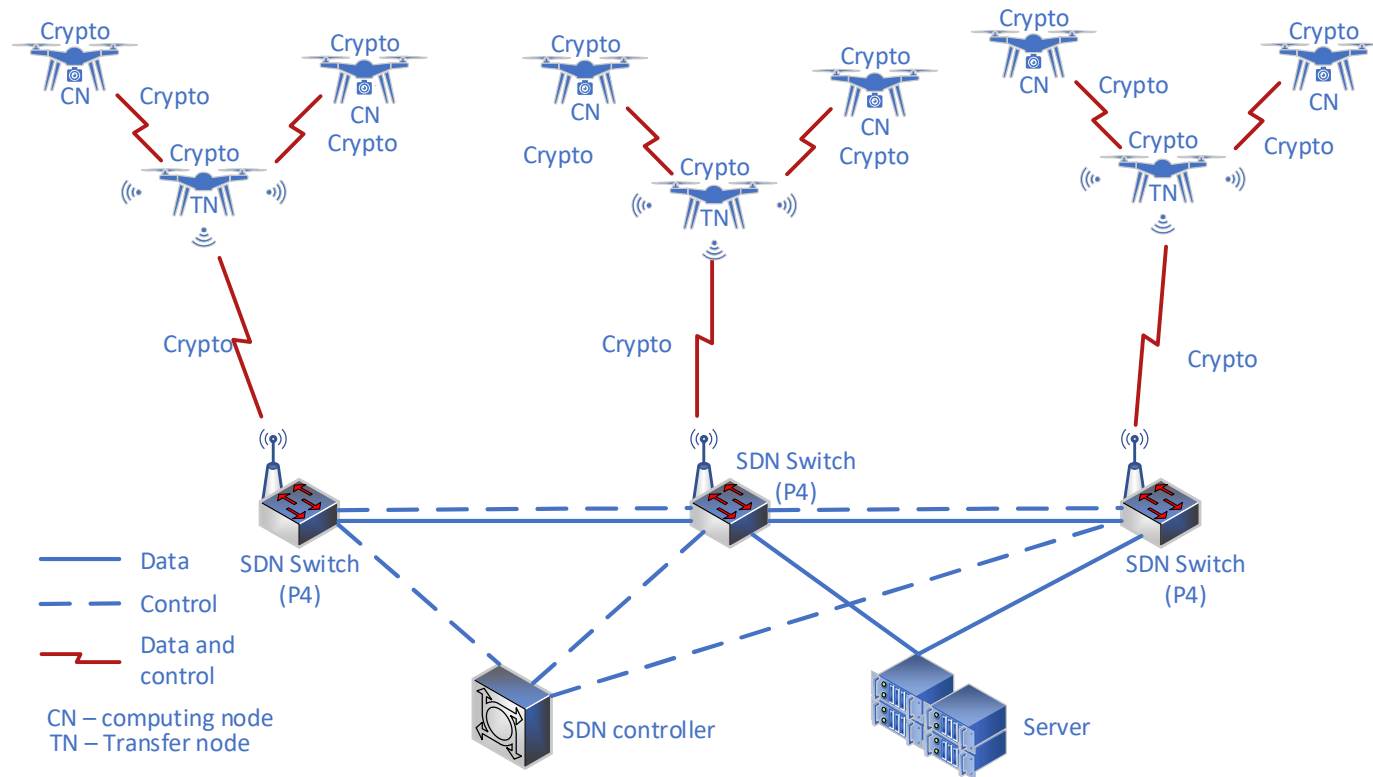 Crypto
CN
Crypto
Crypto
CN
Crypto
Crypto
TN
Crypto
Crypto
CN
Crypto
Crypto
CN
Crypto
Crypto
TN
Crypto
Crypto
CN
Crypto
Crypto
CN
Crypto
Crypto
TN
Crypto
SDN Switch
(P4)
SDN Switch
(P4)
SDN Switch
(P4)
Data
Control
Data and
control
CN – computing node
TN – Transfer node
SDN controller
Server